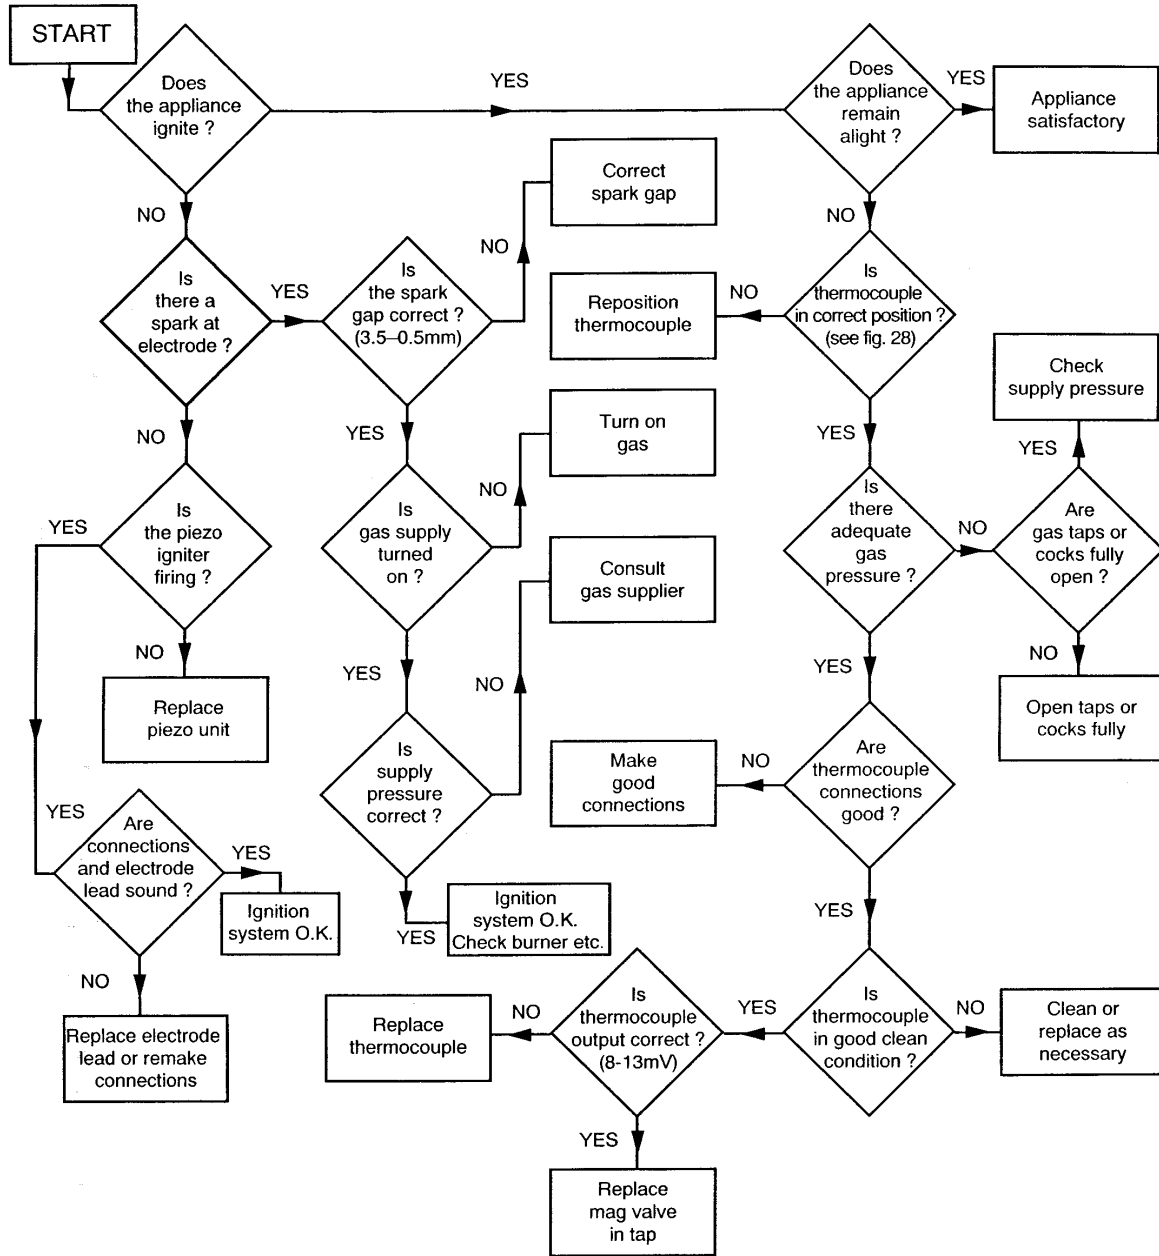 START
Does
the appliance
ignite ?
YES
Does
the appliance
remain
alight ?
YES
Appliance
satisfactory
NO
NO
Correct
spark gap
NO
Is
there a
spark at
electrode ?
YES
Is
the spark
gap correct ?
(3.5–0.5mm)
Reposition
thermocouple
NO
Is
thermocouple
in correct position ?
(see fig. 28)
Check
supply pressure
NO
YES
Turn on
gas
YES
YES
NO
YES
Is
the piezo
igniter
firing ?
Is
gas supply
turned
on ?
Is
there
adequate
gas
pressure ?
NO
Are
gas taps or
cocks fully
open ?
Consult
gas supplier
NO
YES
NO
YES
NO
Replace
piezo unit
Open taps or
cocks fully
Is
supply
pressure
correct ?
Make
good
connections
NO
Are
thermocouple
connections
good ?
YES
Are
connections
and electrode
lead sound ?
YES
Ignition
system O.K.
YES
Ignition
system O.K.
Check burner etc.
YES
NO
Replace electrode
lead or remake
connections
Replace
thermocouple
NO
Is
thermocouple
output correct ?
(8-13mV)
YES
Is
thermocouple
in good clean
condition ?
NO
Clean or
replace as
necessary
YES
Replace
mag valve
in tap